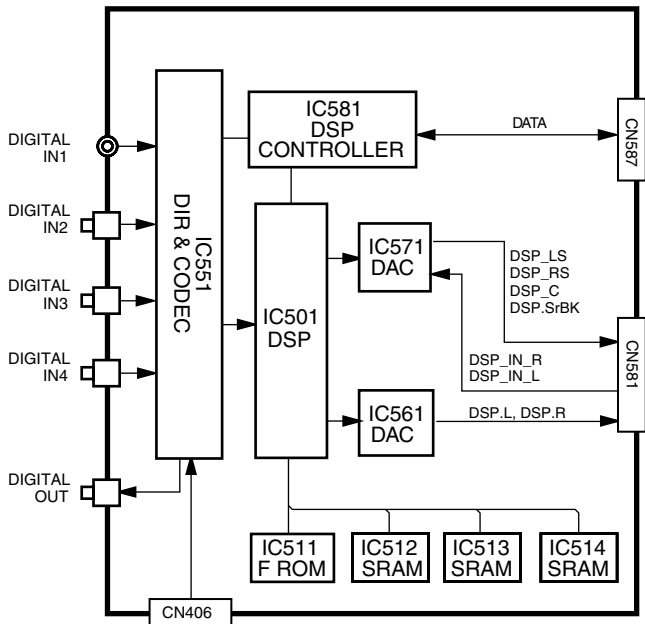 IC581
DSP
CONTROLLER
DATA
CN587
DIGITAL
IN1
DIGITAL
IN2
DIGITAL
IN3
DIGITAL
IN4
DIGITAL
OUT
IC551
DIR & CODEC
IC501
DSP
IC571
DAC
DSP_LS
DSP_RS
DSP_C
DSP.SrBK
DSP_IN_R
DSP_IN_L
CN581
IC561
DAC
DSP.L, DSP.R
IC511
F ROM
IC512
SRAM
IC513
SRAM
IC514
SRAM
CN406